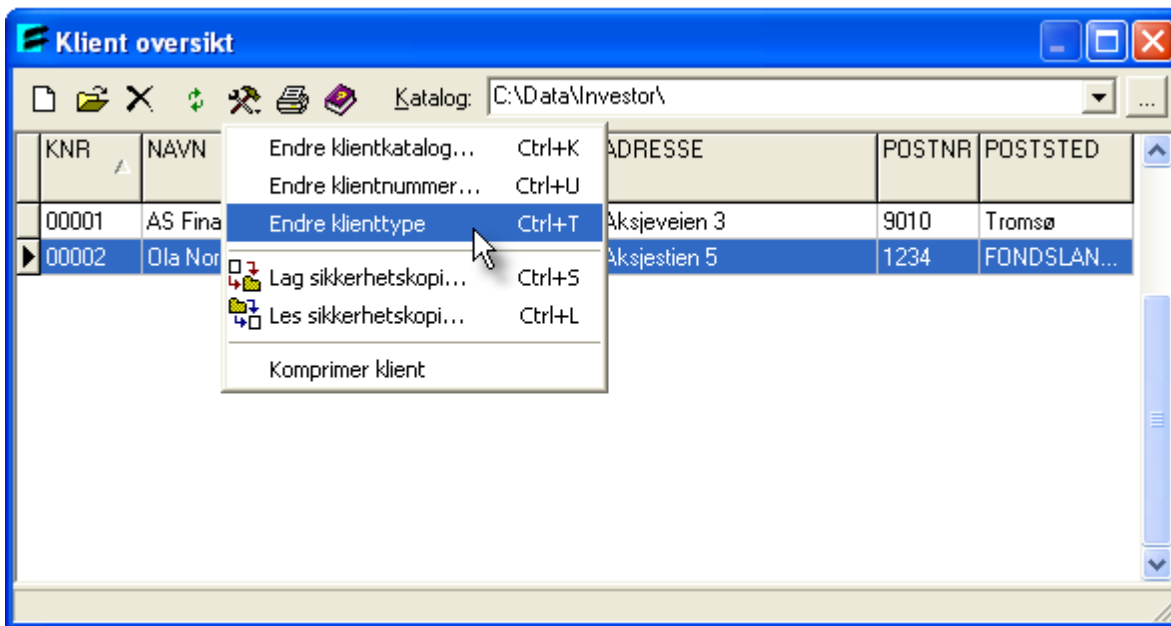 Klient oversikt
Katalog: C:\Data\Investor\ ...
KNR NAVN ADRESSE POSTNR POSTSTED
00001 AS Fina Aksjeveien 3 9010 Tromsø
00002 Ola Nor Aksjestien 5 1234 FONDSLAN...
Endre klientkatalog... Ctrl+K
Endre klientnummer... Ctrl+U
Endre klienttype Ctrl+T
Lag sikkerhetskopi... Ctrl+S
Les sikkerhetskopi... Ctrl+L
Komprimer klient